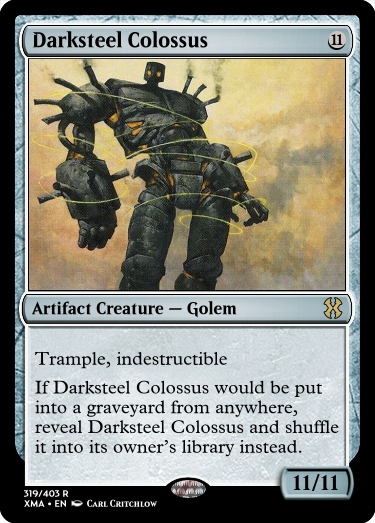 Darksteel Colossus 11
Artifact Creature — Golem
Trample, indestructible
If Darksteel Colossus would be put
into a graveyard from anywhere,
reveal Darksteel Colossus and shuffle
it into its owner's library instead.
11/11
319/403 R
XMA • EN Carl Critchlow